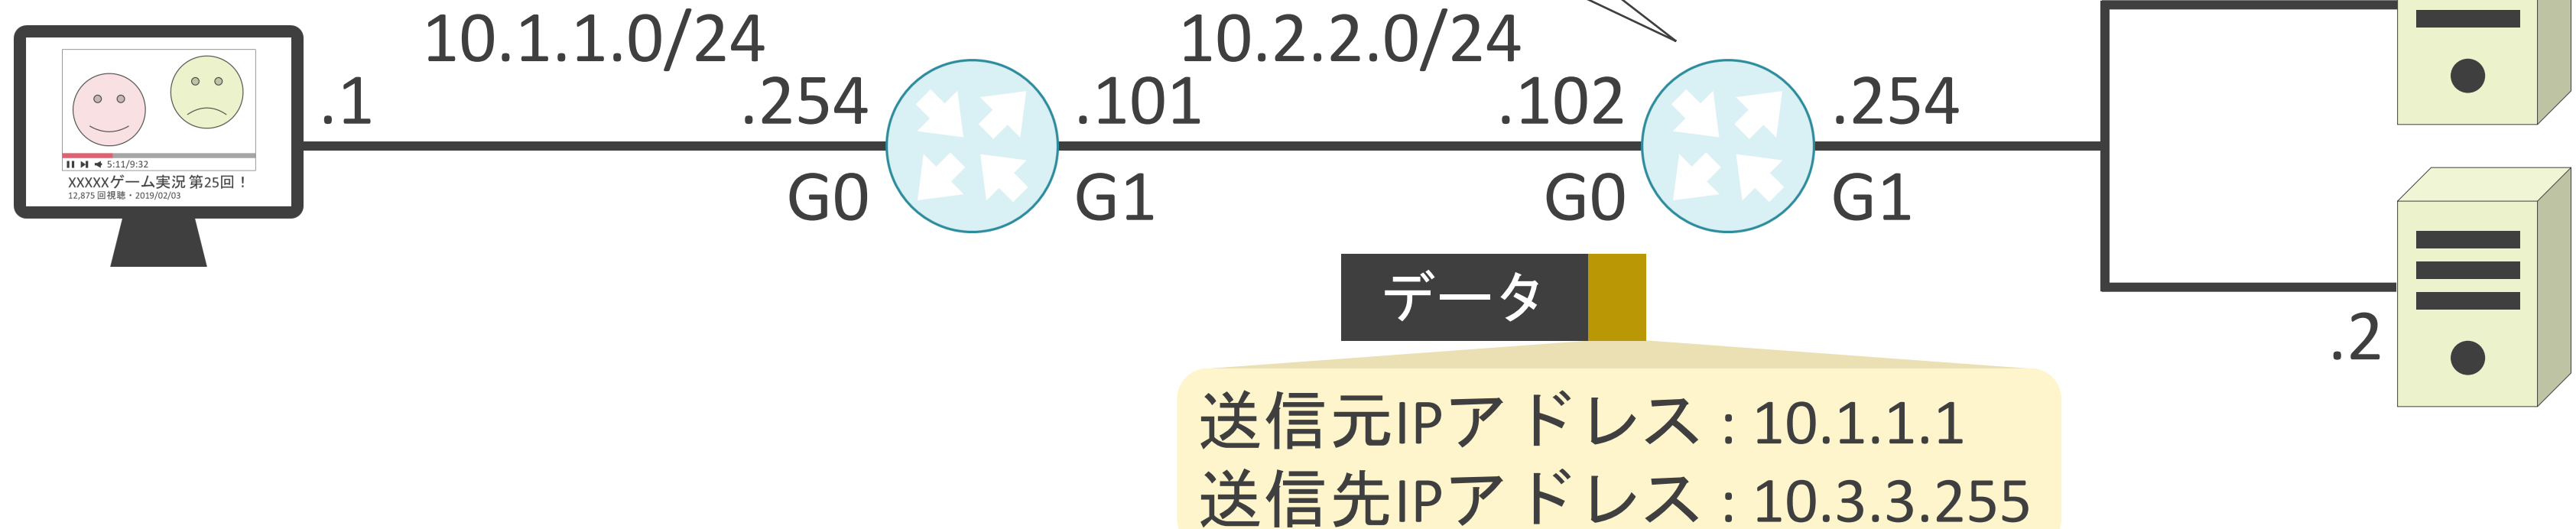 10.1.1.0/24
10.2.2.0/24
.1
.254
.101
.102
.254
5:11/9:32
XXXXXゲーム実況 第25回！
12,875 回視聴・2019/02/03
G0
G1
G0
G1
データ
.2
送信元IPアドレス : 10.1.1.1
送信先IPアドレス : 10.3.3.255